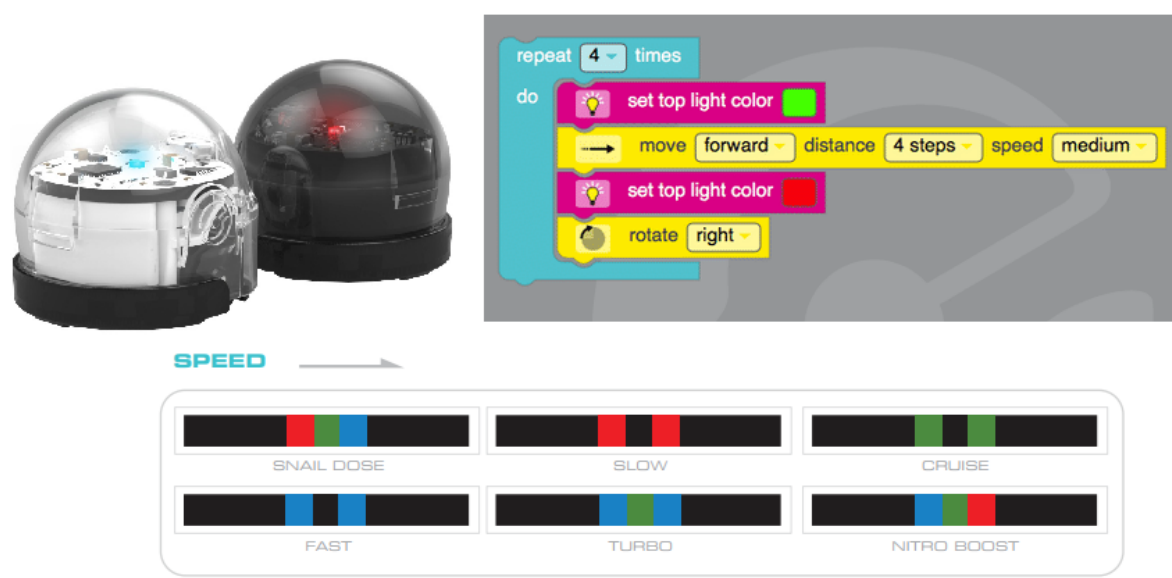 repeat 4 times
do
set top light color
move forward distance 4 steps speed medium
set top light color
rotate right
SPEED
SNAIL DOSE
SLOW
CRUISE
FAST
TURBO
NITRO BOOST